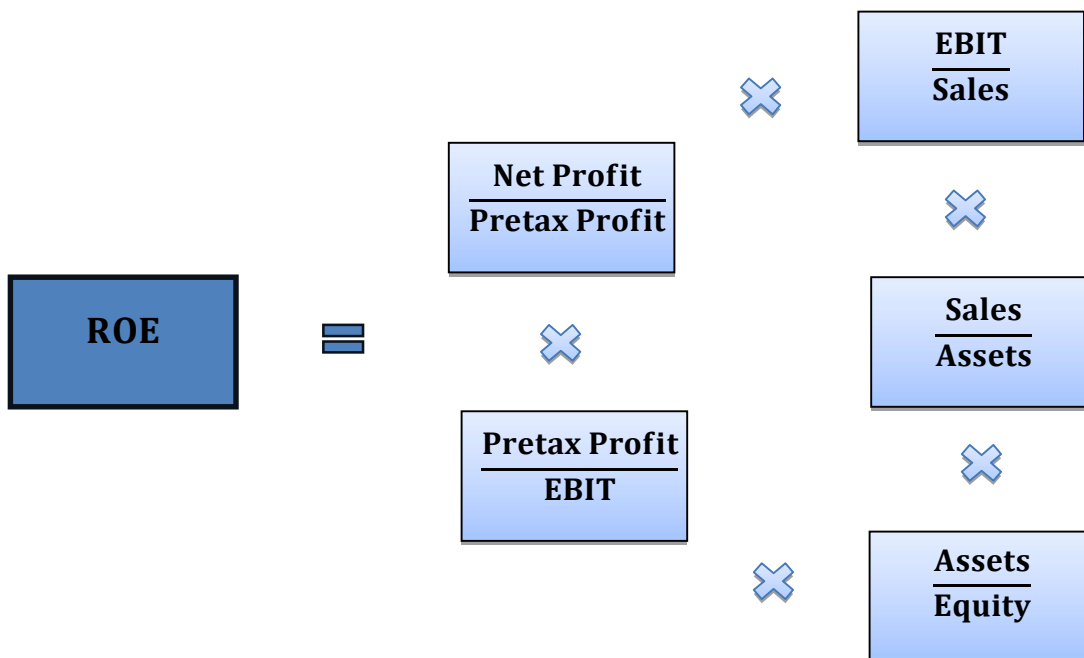 EBIT
Sales
Net Profit
Pretax Profit
ROE
Sales
Assets
Pretax Profit
EBIT
Assets
Equity